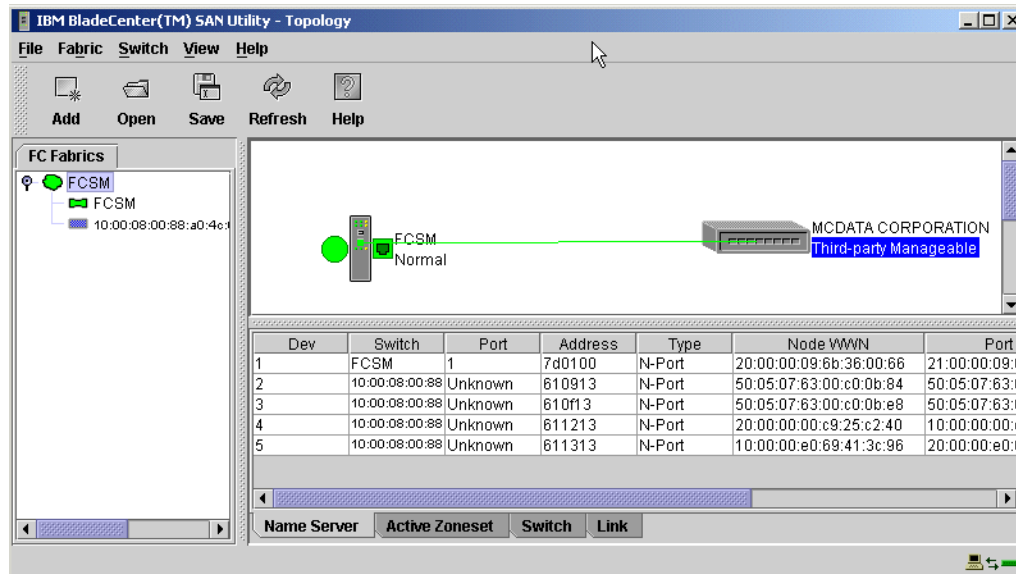 IBM BladeCenter(TM) SAN Utility - Topology
File Fabric Switch View Help
Add Open Save Refresh Help
FC Fabrics
FCSM
FCSM
10:00:08:00:88:a0:4c:
FCSM
Normal
MCDATA CORPORATION
Third-party Manageable
Dev Switch Port Address Type Node WWN Port
1 FCSM 1 7d0100 N-Port 20:00:00:09:6b:36:00:66 21:00:00:09:
2 10:00:08:00:88 Unknown 610913 N-Port 50:05:07:63:00:c0:0b:84 50:05:07:63:
3 10:00:08:00:88 Unknown 610f13 N-Port 50:05:07:63:00:c0:0b:e8 50:05:07:63:
4 10:00:08:00:88 Unknown 611213 N-Port 20:00:00:00:c9:25:c2:40 10:00:00:00:
5 10:00:08:00:88 Unknown 611313 N-Port 10:00:00:e0:69:41:3c:96 20:00:00:e0:
Name Server Active Zoneset Switch Link